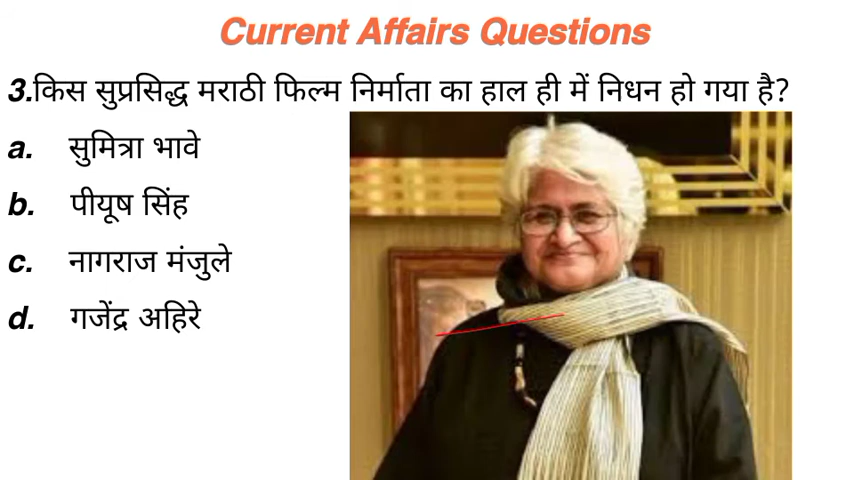 Current Affairs Questions
3.किस सुप्रसिद्ध मराठी फिल्म निर्माता का हाल ही में निधन हो गया है?
a. सुमित्रा भावे
b. पीयूष सिंह
c. नागराज मंजुले
d. गजेंद्र अहिरे